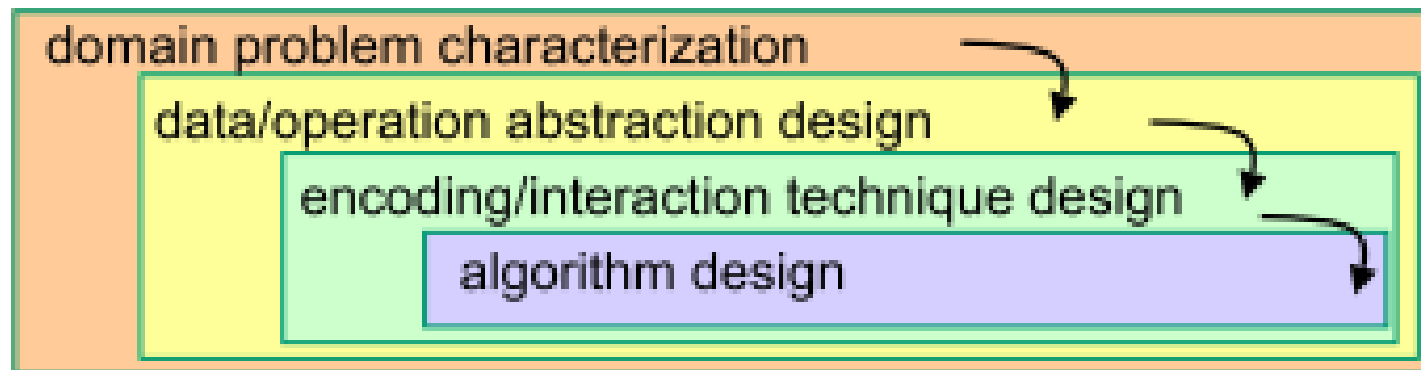 domain problem characterization
data/operation abstraction design
encoding/interaction technique design
algorithm design